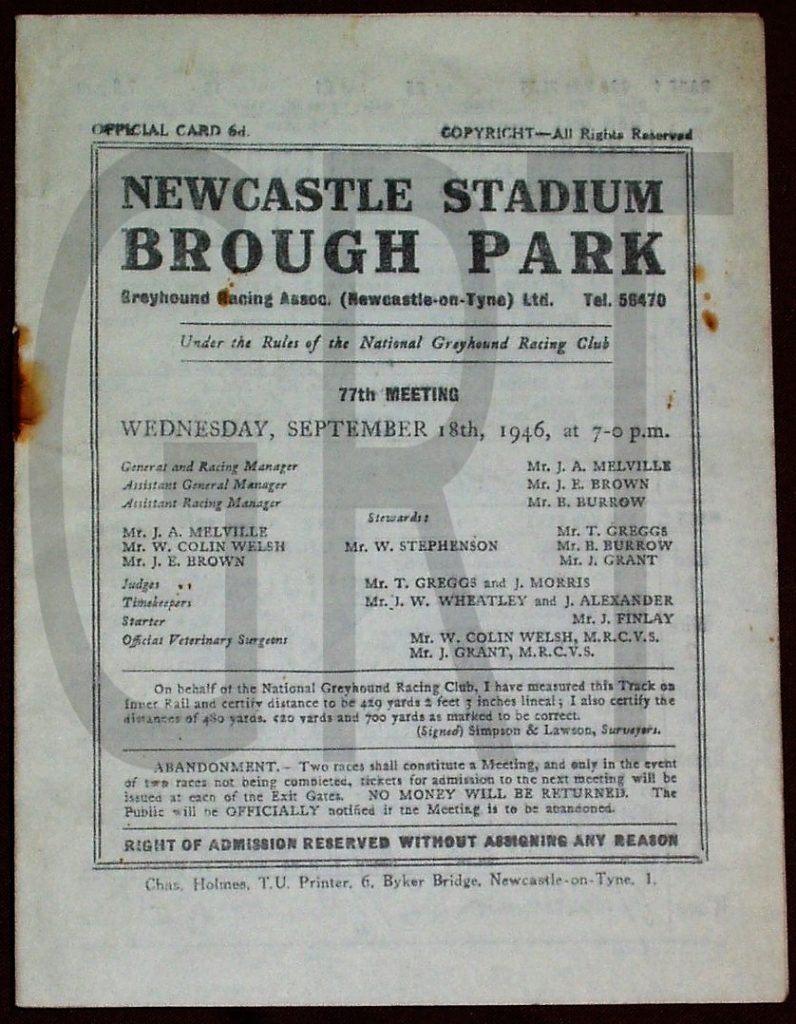 OFFICIAL CARD 6d. COPYRIGHT—All Rights Reserved
NEWCASTLE STADIUM
BROUGH PARK
Greyhound Racing Assoc. (Newcastle-on-Tyne) Ltd. Tel. 56470
Under the Rules of the National Greyhound Racing Club
77th MEETING
WEDNESDAY, SEPTEMBER 18th, 1946, at 7-0 p.m.
General and Racing Manager Mr. J. A. MELVILLE
Assistant General Manager Mr. J. E. BROWN
Assistant Racing Manager Mr. B. BURROW
Stewards:
Mr. J. A. MELVILLE Mr. T. GREGGS
Mr. W. COLIN WELSH Mr. W. STEPHENSON Mr. B. BURROW
Mr. J. E. BROWN Mr. J. GRANT
Judges Mr. T. GREGGS and J. MORRIS
Timekeepers Mr. J. W. WHEATLEY and J. ALEXANDER
Starter Mr. J. FINLAY
Official Veterinary Surgeons Mr. W. COLIN WELSH, M.R.C.V.S.
Mr. J. GRANT, M.R.C.V.S.
On behalf of the National Greyhound Racing Club, I have measured this Track on
Inner Rail and certify distance to be 429 yards 2 feet 3 inches lineal; I also certify the
distances of 480 yards, 520 yards and 700 yards as marked to be correct.
(Signed) Simpson & Lawson, Surveyors.
ABANDONMENT.— Two races shall constitute a Meeting, and only in the event
of two races not being completed, tickets for admission to the next meeting will be
issued at each of the Exit Gates. NO MONEY WILL BE RETURNED. The
Public will be OFFICIALLY notified if the Meeting is to be abandoned.
RIGHT OF ADMISSION RESERVED WITHOUT ASSIGNING ANY REASON
Chas. Holmes, T.U. Printer, 6, Byker Bridge, Newcastle-on-Tyne, 1.
GRT